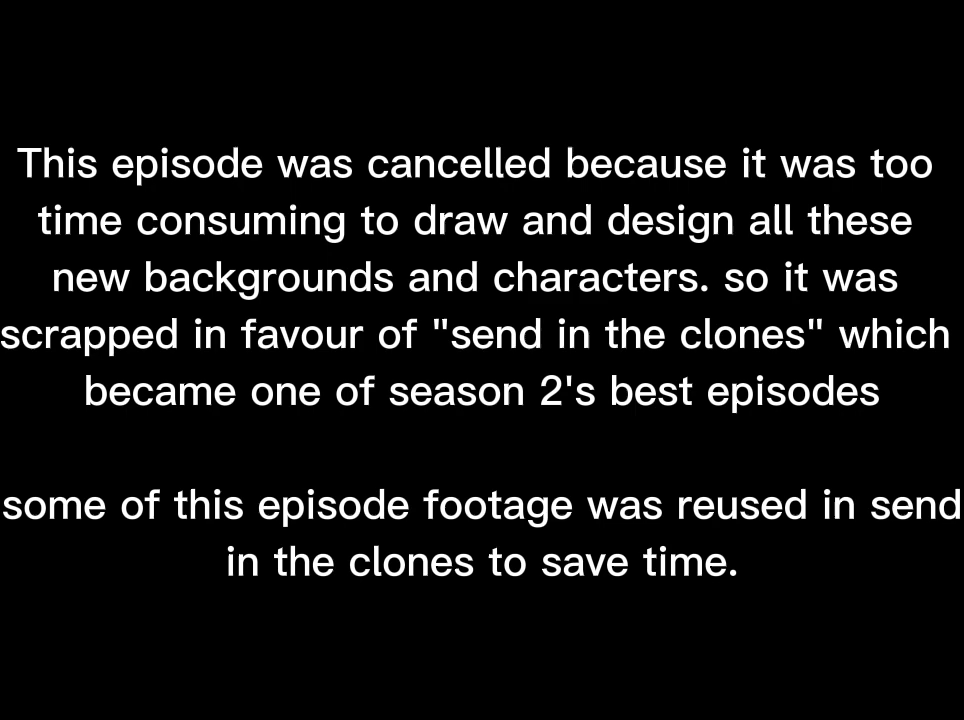 This episode was cancelled because it was too
time consuming to draw and design all these
new backgrounds and characters. so it was
scrapped in favour of "send in the clones" which
became one of season 2's best episodes
some of this episode footage was reused in send
in the clones to save time.